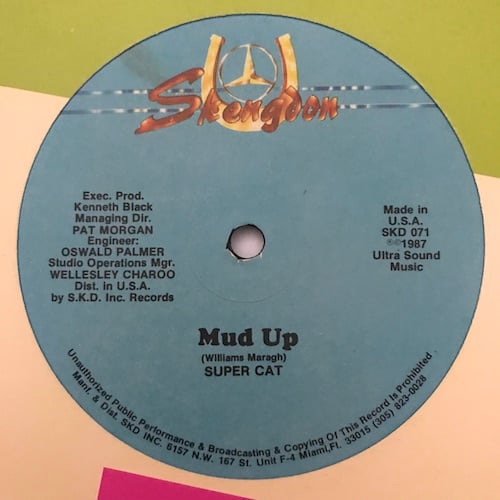 Skengdon
Exec. Prod.
Kenneth Black
Managing Dir.
PAT MORGAN
Engineer:
OSWALD PALMER
Studio Operations Mgr.
WELLESLEY CHAROO
Dist. in U.S.A.
by S.K.D. Inc. Records
Made in
U.S.A.
SKD 071
℗©1987
Ultra Sound
Music
Mud Up
(Williams Maragh)
SUPER CAT
Unauthorized Public Performance & Broadcasting & Copying Of This Record Is Prohibited
Manf. & Dist. SKD INC. 6157 N.W. 167 St. Unit F-4 Miami, Fl. 33015 (305) 823-0028